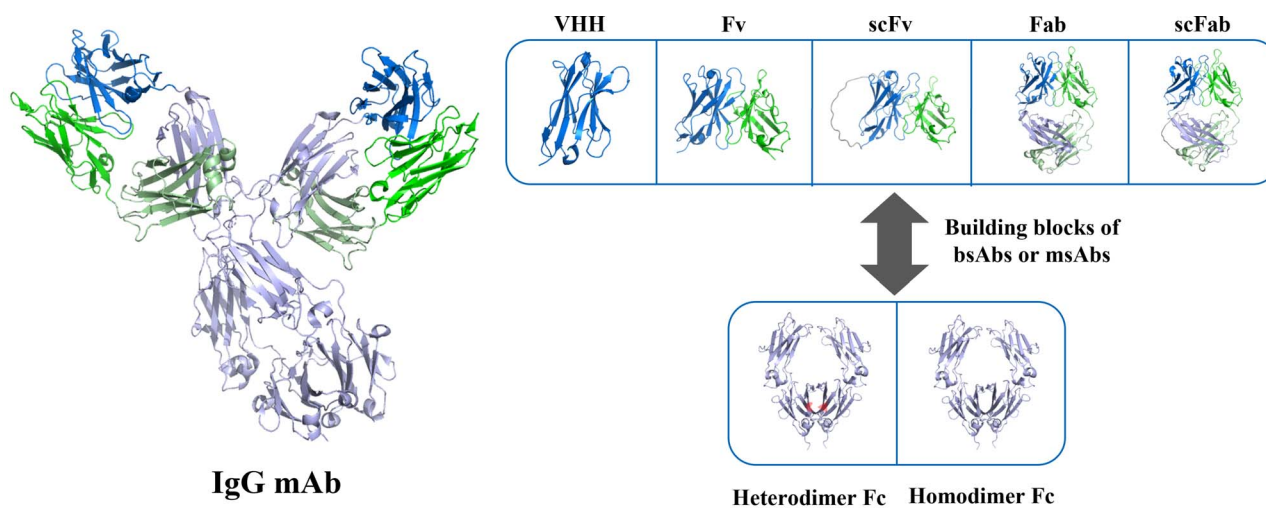 VHH
Fv
scFv
Fab
scFab
Building blocks of
bsAbs or msAbs
IgG mAb
Heterodimer Fc
Homodimer Fc